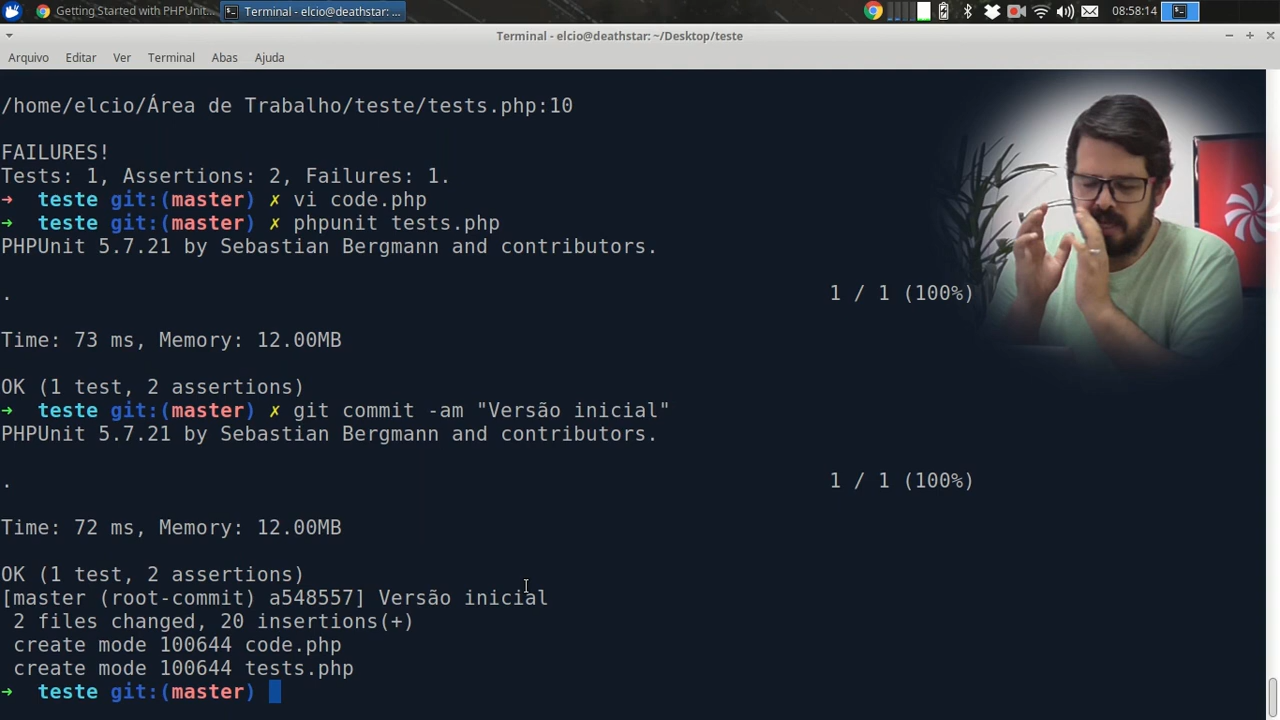 Getting Started with PHPUnit...
Terminal - elcio@deathstar: ...
08:58:14
Terminal - elcio@deathstar: ~/Desktop/teste
Arquivo Editar Ver Terminal Abas Ajuda
/home/elcio/Área de Trabalho/teste/tests.php:10
FAILURES!
Tests: 1, Assertions: 2, Failures: 1.
→ teste git:(master) ✗ vi code.php
→ teste git:(master) ✗ phpunit tests.php
PHPUnit 5.7.21 by Sebastian Bergmann and contributors.
. 1 / 1 (100%)
Time: 73 ms, Memory: 12.00MB
OK (1 test, 2 assertions)
→ teste git:(master) ✗ git commit -am "Versão inicial"
PHPUnit 5.7.21 by Sebastian Bergmann and contributors.
. 1 / 1 (100%)
Time: 72 ms, Memory: 12.00MB
OK (1 test, 2 assertions)
[master (root-commit) a548557] Versão inicial
2 files changed, 20 insertions(+)
create mode 100644 code.php
create mode 100644 tests.php
→ teste git:(master)